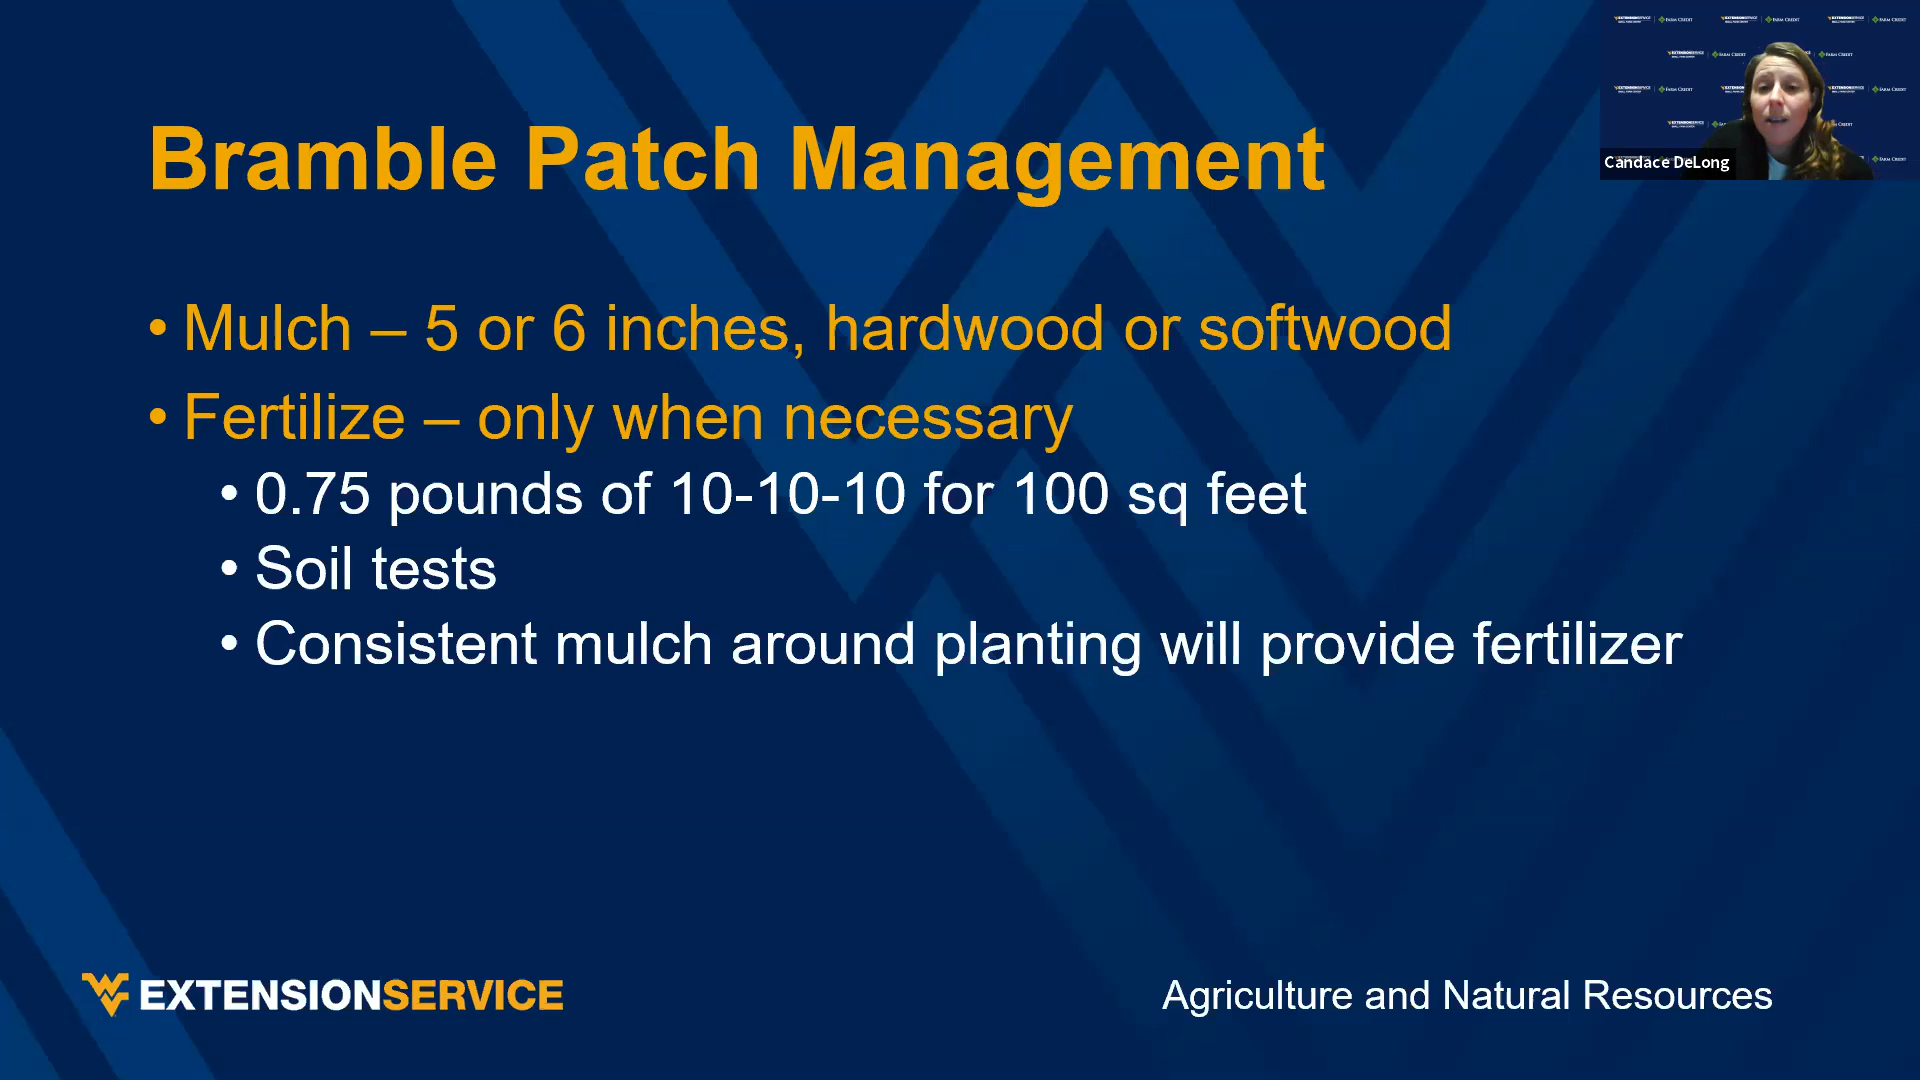 Bramble Patch Management
• Mulch – 5 or 6 inches, hardwood or softwood
• Fertilize – only when necessary
• 0.75 pounds of 10-10-10 for 100 sq feet
• Soil tests
• Consistent mulch around planting will provide fertilizer
EXTENSIONSERVICE
Agriculture and Natural Resources
Candace DeLong